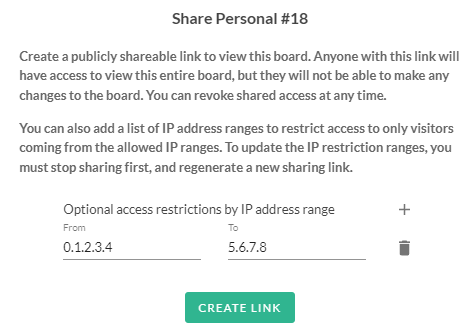 Share Personal #18
Create a publicly shareable link to view this board. Anyone with this link will
have access to view this entire board, but they will not be able to make any
changes to the board. You can revoke shared access at any time.
You can also add a list of IP address ranges to restrict access to only visitors
coming from the allowed IP ranges. To update the IP restriction ranges, you
must stop sharing first, and regenerate a new sharing link.
Optional access restrictions by IP address range
From To
0.1.2.3.4 5.6.7.8
CREATE LINK